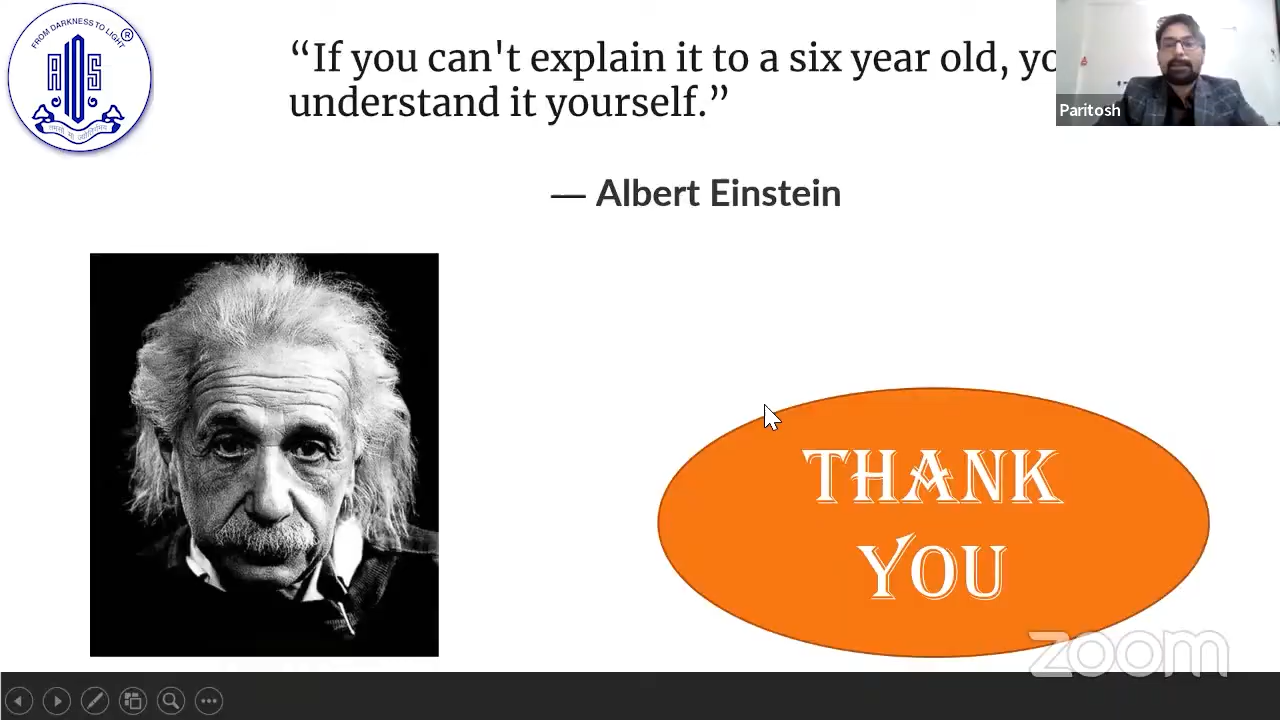 FROM DARKNESS TO LIGHT
®
AIIS
“If you can't explain it to a six year old,
understand it yourself.”
Paritosh
— Albert Einstein
THANK
YOU
zoom